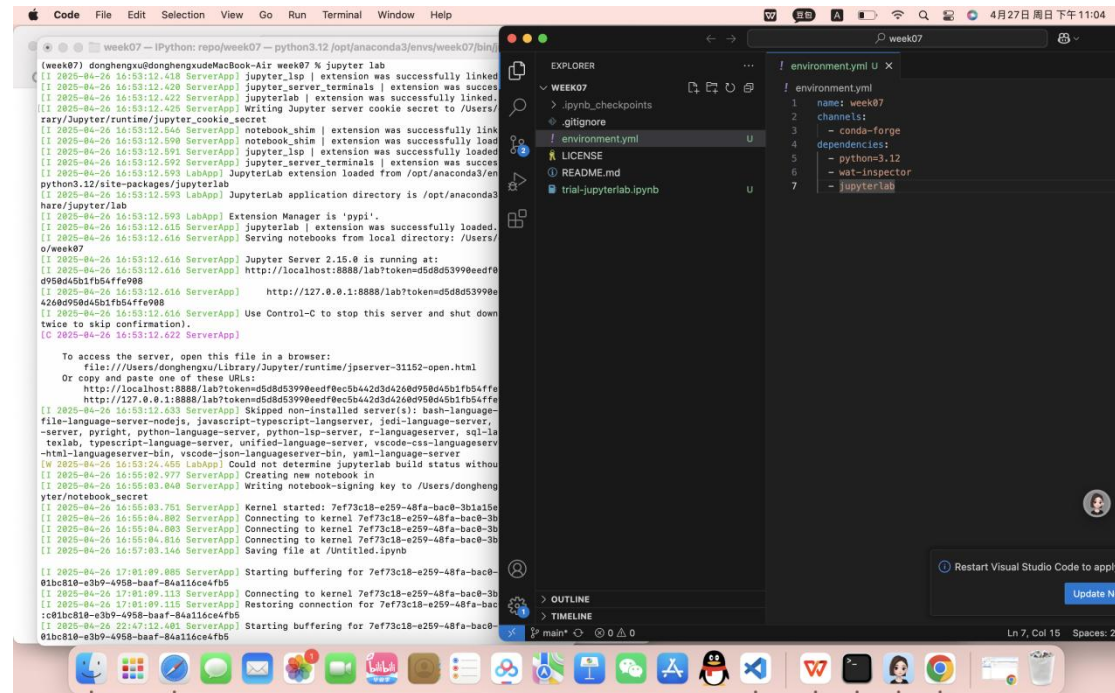 Code File Edit Selection View Go Run Terminal Window Help 4月27日 周日 下午11:04
week07 — IPython: repo/week07 — python3.12 /opt/anaconda3/envs/week07/bin/j
(week07) donghengxu@donghengxudeMacBook-Air week07 % jupyter lab
[I 2025-04-26 16:53:12.418 ServerApp] jupyter_lsp | extension was successfully linked
[I 2025-04-26 16:53:12.420 ServerApp] jupyter_server_terminals | extension was succes
[I 2025-04-26 16:53:12.422 ServerApp] jupyterlab | extension was successfully linked.
[I 2025-04-26 16:53:12.425 ServerApp] Writing Jupyter server cookie secret to /Users/
rary/Jupyter/runtime/jupyter_cookie_secret
[I 2025-04-26 16:53:12.546 ServerApp] notebook_shim | extension was successfully link
[I 2025-04-26 16:53:12.590 ServerApp] notebook_shim | extension was successfully load
[I 2025-04-26 16:53:12.591 ServerApp] jupyter_lsp | extension was successfully loaded
[I 2025-04-26 16:53:12.592 ServerApp] jupyter_server_terminals | extension was succes
[I 2025-04-26 16:53:12.593 LabApp] JupyterLab extension loaded from /opt/anaconda3/en
python3.12/site-packages/jupyterlab
[I 2025-04-26 16:53:12.593 LabApp] JupyterLab application directory is /opt/anaconda3
hare/jupyter/lab
[I 2025-04-26 16:53:12.593 LabApp] Extension Manager is 'pypi'.
[I 2025-04-26 16:53:12.615 ServerApp] jupyterlab | extension was successfully loaded.
[I 2025-04-26 16:53:12.616 ServerApp] Serving notebooks from local directory: /Users/
o/week07
[I 2025-04-26 16:53:12.616 ServerApp] Jupyter Server 2.15.0 is running at:
[I 2025-04-26 16:53:12.616 ServerApp] http://localhost:8888/lab?token=d5d8d53990eedf0
d950d45b1fb54ffe908
[I 2025-04-26 16:53:12.616 ServerApp] http://127.0.0.1:8888/lab?token=d5d8d53990e
4260d950d45b1fb54ffe908
[I 2025-04-26 16:53:12.616 ServerApp] Use Control-C to stop this server and shut down
twice to skip confirmation).
[C 2025-04-26 16:53:12.622 ServerApp]
To access the server, open this file in a browser:
file:///Users/donghengxu/Library/Jupyter/runtime/jpserver-31152-open.html
Or copy and paste one of these URLs:
http://localhost:8888/lab?token=d5d8d53990eedf0ec5b442d3d4260d950d45b1fb54ffe
http://127.0.0.1:8888/lab?token=d5d8d53990eedf0ec5b442d3d4260d950d45b1fb54ffe
[I 2025-04-26 16:53:12.633 ServerApp] Skipped non-installed server(s): bash-language-
file-language-server-nodejs, javascript-typescript-langserver, jedi-language-server,
-server, pyright, python-language-server, python-lsp-server, r-languageserver, sql-la
texlab, typescript-language-server, unified-language-server, vscode-css-languageserv
-html-languageserver-bin, vscode-json-languageserver-bin, yaml-language-server
[W 2025-04-26 16:53:24.455 LabApp] Could not determine jupyterlab build status withou
[I 2025-04-26 16:55:02.977 ServerApp] Creating new notebook in
[I 2025-04-26 16:55:03.040 ServerApp] Writing notebook-signing key to /Users/dongheng
yter/notebook_secret
[I 2025-04-26 16:55:03.751 ServerApp] Kernel started: 7ef73c18-e259-48fa-bac0-3b1a15e
[I 2025-04-26 16:55:04.802 ServerApp] Connecting to kernel 7ef73c18-e259-48fa-bac0-3b
[I 2025-04-26 16:55:04.803 ServerApp] Connecting to kernel 7ef73c18-e259-48fa-bac0-3b
[I 2025-04-26 16:55:04.816 ServerApp] Connecting to kernel 7ef73c18-e259-48fa-bac0-3b
[I 2025-04-26 16:57:03.146 ServerApp] Saving file at /Untitled.ipynb
[I 2025-04-26 17:01:09.085 ServerApp] Starting buffering for 7ef73c18-e259-48fa-bac0-
01bc810-e3b9-4958-baaf-84a116ce4fb5
[I 2025-04-26 17:01:09.113 ServerApp] Connecting to kernel 7ef73c18-e259-48fa-bac0-3b
[I 2025-04-26 17:01:09.115 ServerApp] Restoring connection for 7ef73c18-e259-48fa-bac
:c01bc810-e3b9-4958-baaf-84a116ce4fb5
[I 2025-04-26 22:47:12.401 ServerApp] Starting buffering for 7ef73c18-e259-48fa-bac0-
01bc810-e3b9-4958-baaf-84a116ce4fb5
week07
EXPLORER
WEEK07
.ipynb_checkpoints
.gitignore
environment.yml U
LICENSE
README.md
trial-jupyterlab.ipynb U
OUTLINE
TIMELINE
environment.yml U
environment.yml
1 name: week07
2 channels:
3 - conda-forge
4 dependencies:
5 - python=3.12
6 - wat-inspector
7 - jupyterlab
Restart Visual Studio Code to appl
Update N
main* 0 0 Ln 7, Col 15 Spaces: 2